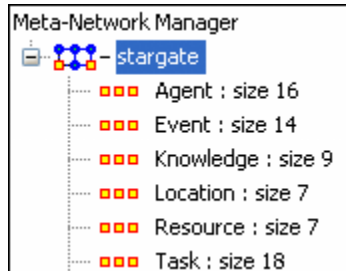 Meta-Network Manager
stargate
Agent : size 16
Event : size 14
Knowledge : size 9
Location : size 7
Resource : size 7
Task : size 18